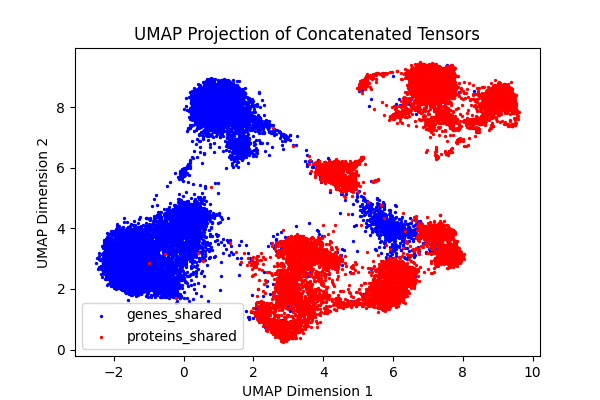 UMAP Projection of Concatenated Tensors
UMAP Dimension 2
8
6
4
2
0
genes_shared
proteins_shared
-2 0 2 4 6 8 10
UMAP Dimension 1